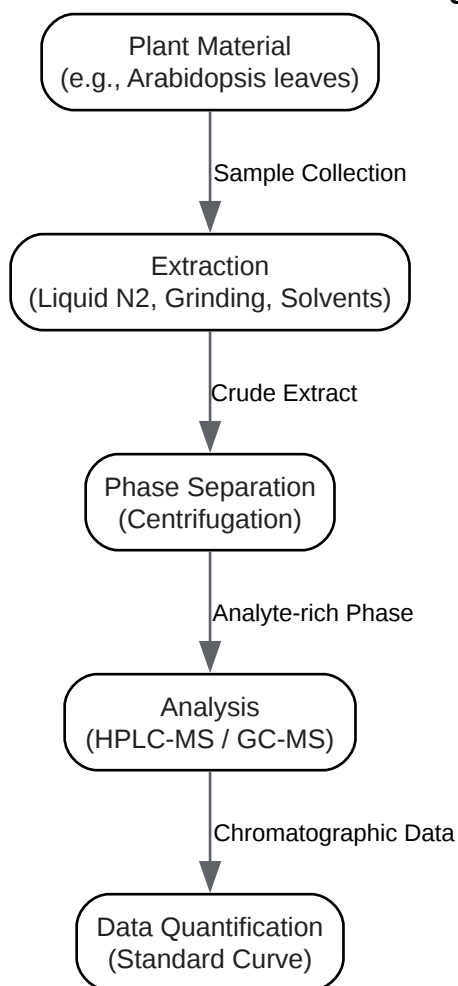 Plant Material
(e.g., Arabidopsis leaves)
Sample Collection
Extraction
(Liquid N2, Grinding, Solvents)
Crude Extract
Phase Separation
(Centrifugation)
Analyte-rich Phase
Analysis
(HPLC-MS / GC-MS)
Chromatographic Data
Data Quantification
(Standard Curve)